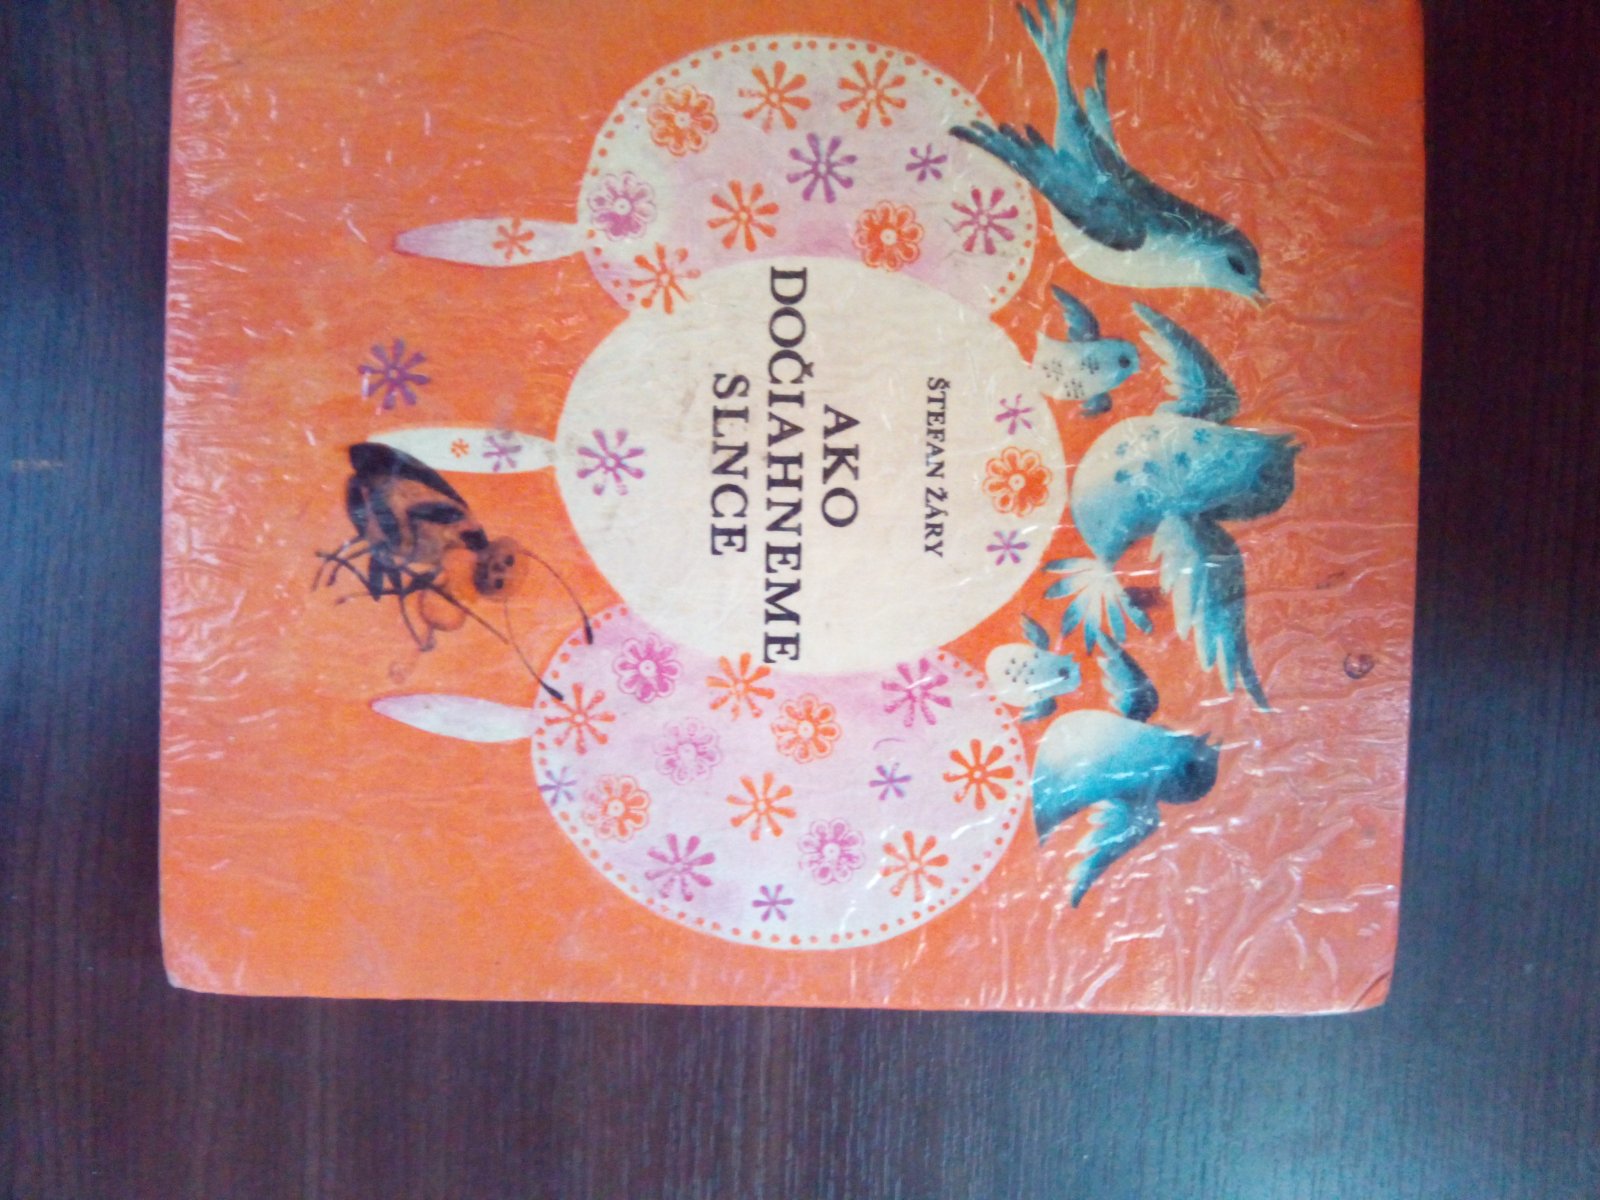 ŠTEFAN ŽÁRY
AKO
DOČIAHNEME
SLNCE